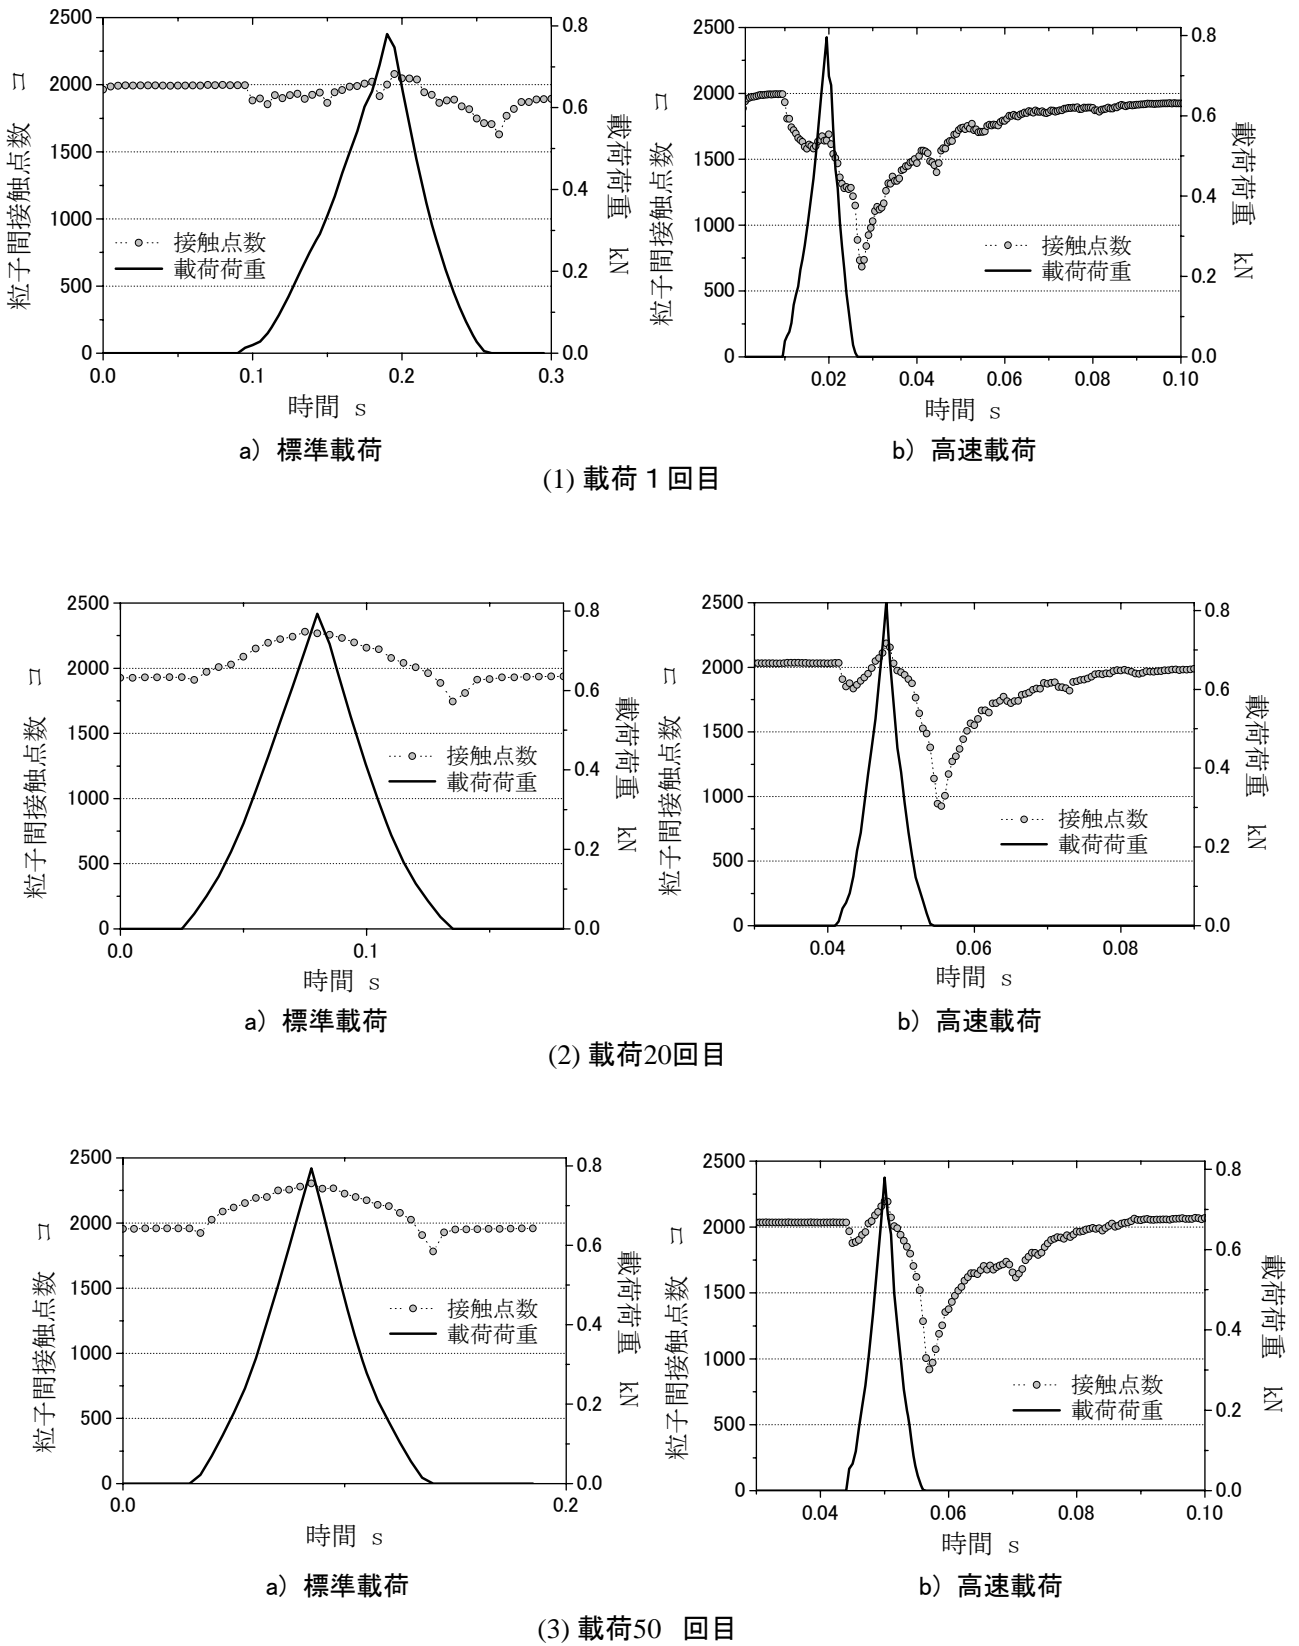 2500
2000
1500
1000
500
0
0.8
0.6
0.4
0.2
0.0
0.0
0.1
0.2
0.3
粒子間接触点数 コ
載荷荷重 kN
接触点数
載荷荷重
時間 s
a) 標準載荷
2500
2000
1500
1000
500
0
0.8
0.6
0.4
0.2
0.0
0.02
0.04
0.06
0.08
0.10
粒子間接触点数 コ
載荷荷重 kN
接触点数
載荷荷重
時間 s
b) 高速載荷
(1) 載荷1回目
2500
2000
1500
1000
500
0
0.8
0.6
0.4
0.2
0.0
0.0
0.1
粒子間接触点数 コ
載荷荷重 kN
接触点数
載荷荷重
時間 s
a) 標準載荷
2500
2000
1500
1000
500
0
0.8
0.6
0.4
0.2
0.0
0.04
0.06
0.08
粒子間接触点数 コ
載荷荷重 kN
接触点数
載荷荷重
時間 s
b) 高速載荷
(2) 載荷20回目
2500
2000
1500
1000
500
0
0.8
0.6
0.4
0.2
0.0
0.0
0.2
粒子間接触点数 コ
載荷荷重 kN
接触点数
載荷荷重
時間 s
a) 標準載荷
2500
2000
1500
1000
500
0
0.8
0.6
0.4
0.2
0.0
0.04
0.06
0.08
0.10
粒子間接触点数 コ
載荷荷重 kN
接触点数
載荷荷重
時間 s
b) 高速載荷
(3) 載荷50 回目